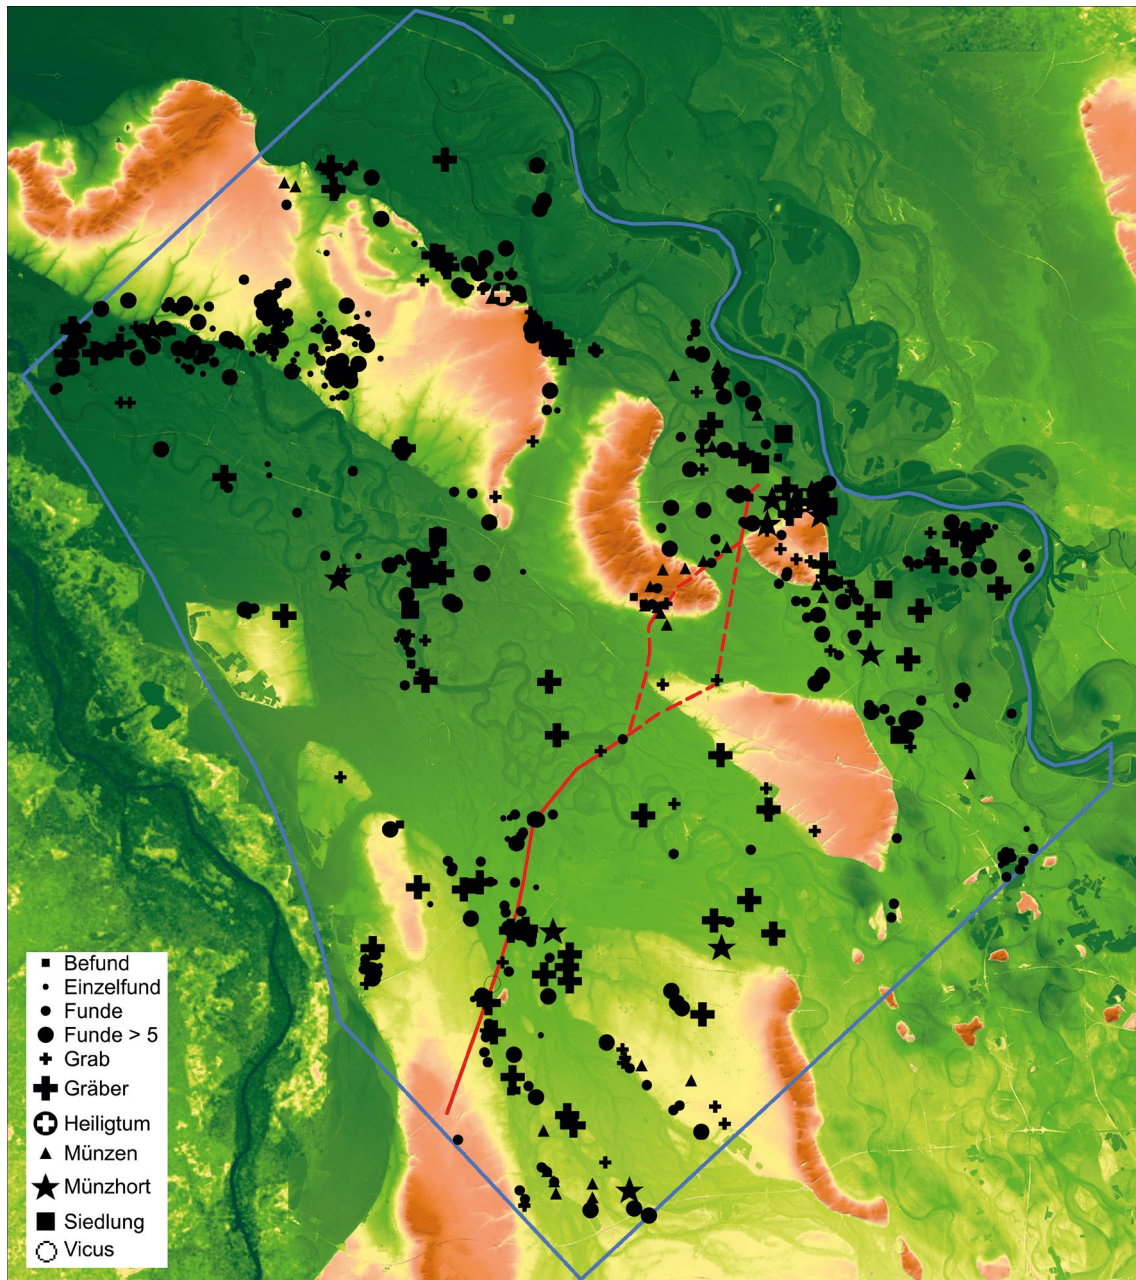 Befund
Einzelfund
Funde
Funde > 5
Grab
Gräber
Heiligtum
Münzen
Münzhort
Siedlung
Vicus